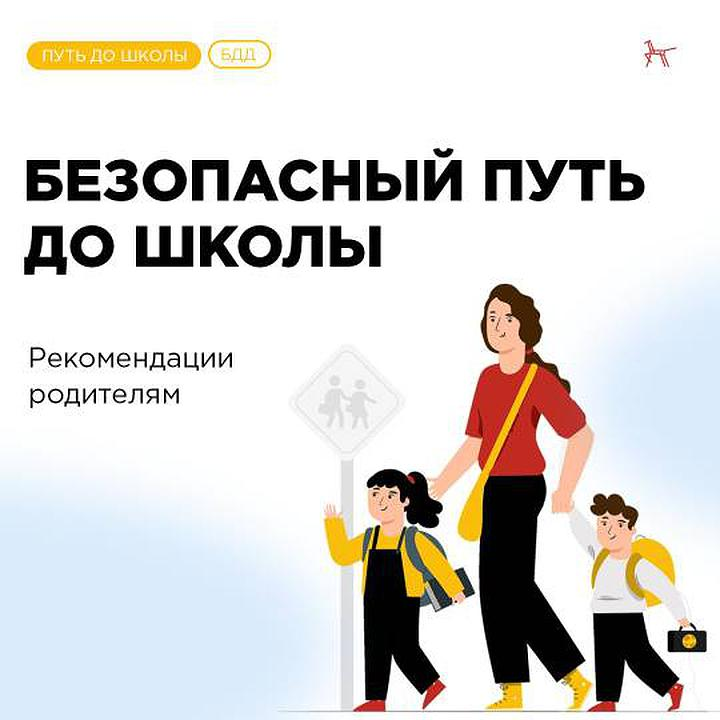 ПУТЬ ДО ШКОЛЫ
БДД
БЕЗОПАСНЫЙ ПУТЬ
ДО ШКОЛЫ
Рекомендации
родителям